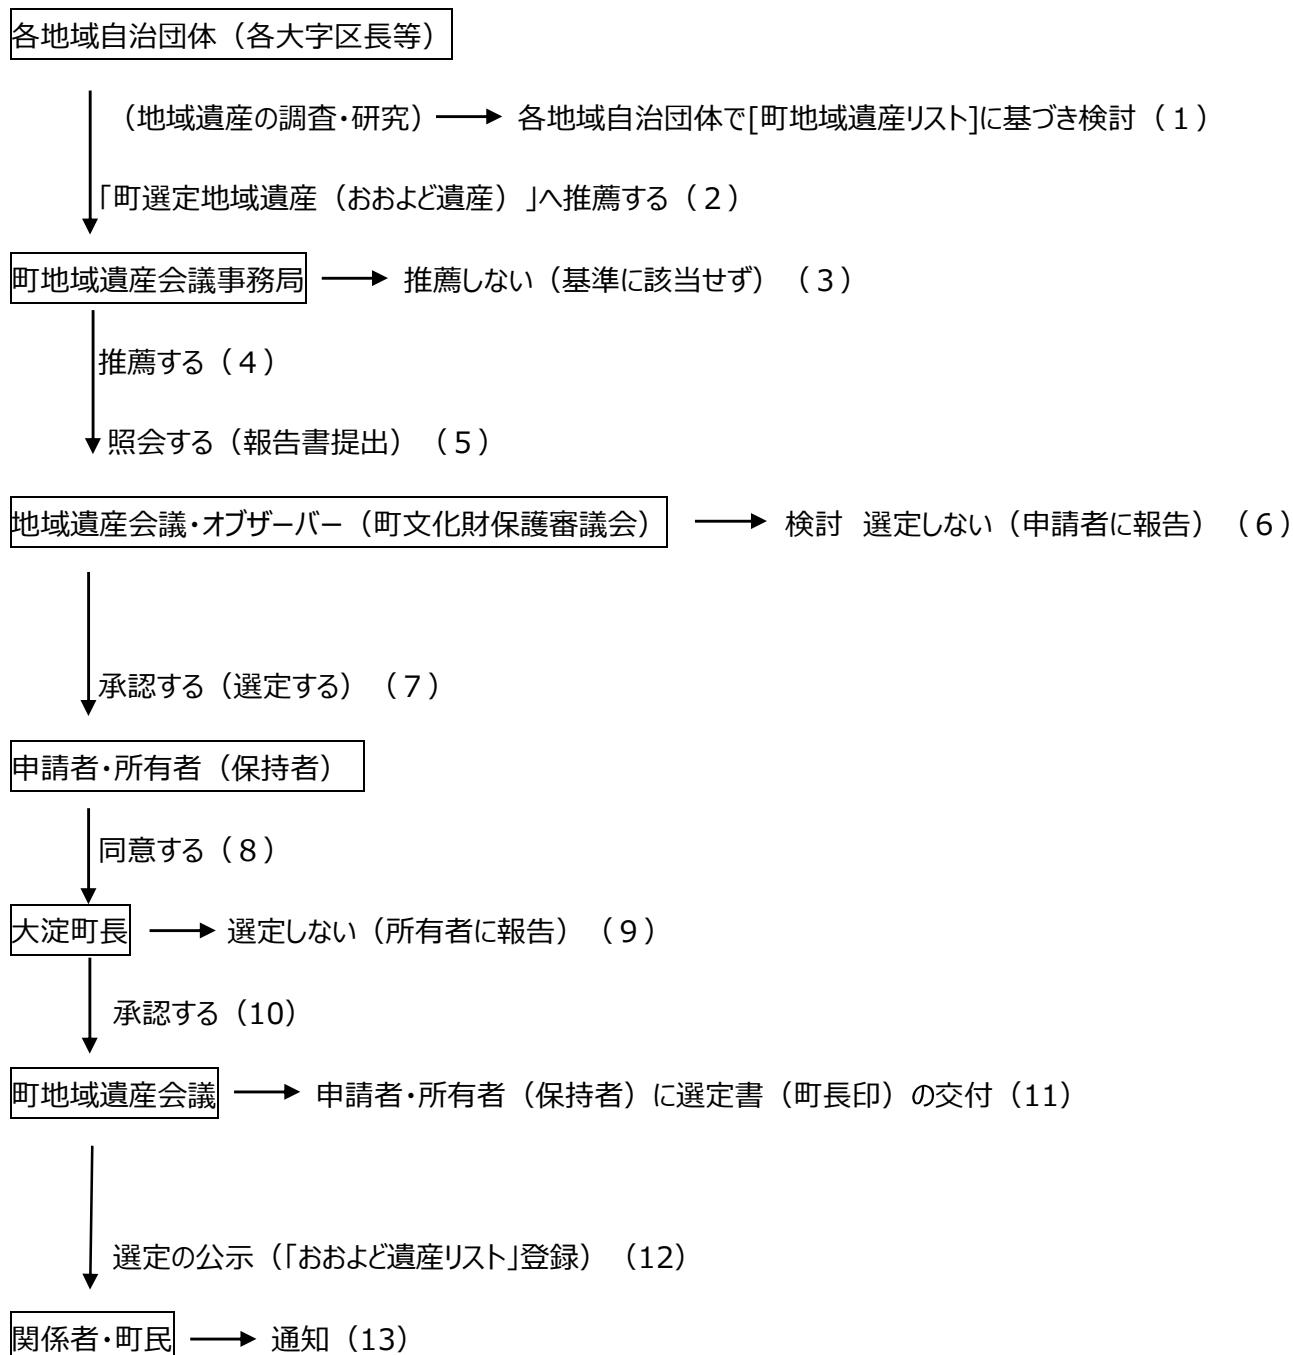 各地域自治団体（各大字区長等）
（地域遺産の調査・研究） 各地域自治団体で[町地域遺産リスト]に基づき検討（１）
「町選定地域遺産（おおよど遺産）」へ推薦する（２）
町地域遺産会議事務局 推薦しない（基準に該当せず）（３）
推薦する（４）
照会する（報告書提出）（５）
地域遺産会議・オブザーバー（町文化財保護審議会） 検討 選定しない（申請者に報告）（６）
承認する（選定する）（７）
申請者・所有者（保持者）
同意する（８）
大淀町長 選定しない（所有者に報告）（９）
承認する（10）
町地域遺産会議 申請者・所有者（保持者）に選定書（町長印）の交付（11）
選定の公示（「おおよど遺産リスト」登録）（12）
関係者・町民 通知（13）